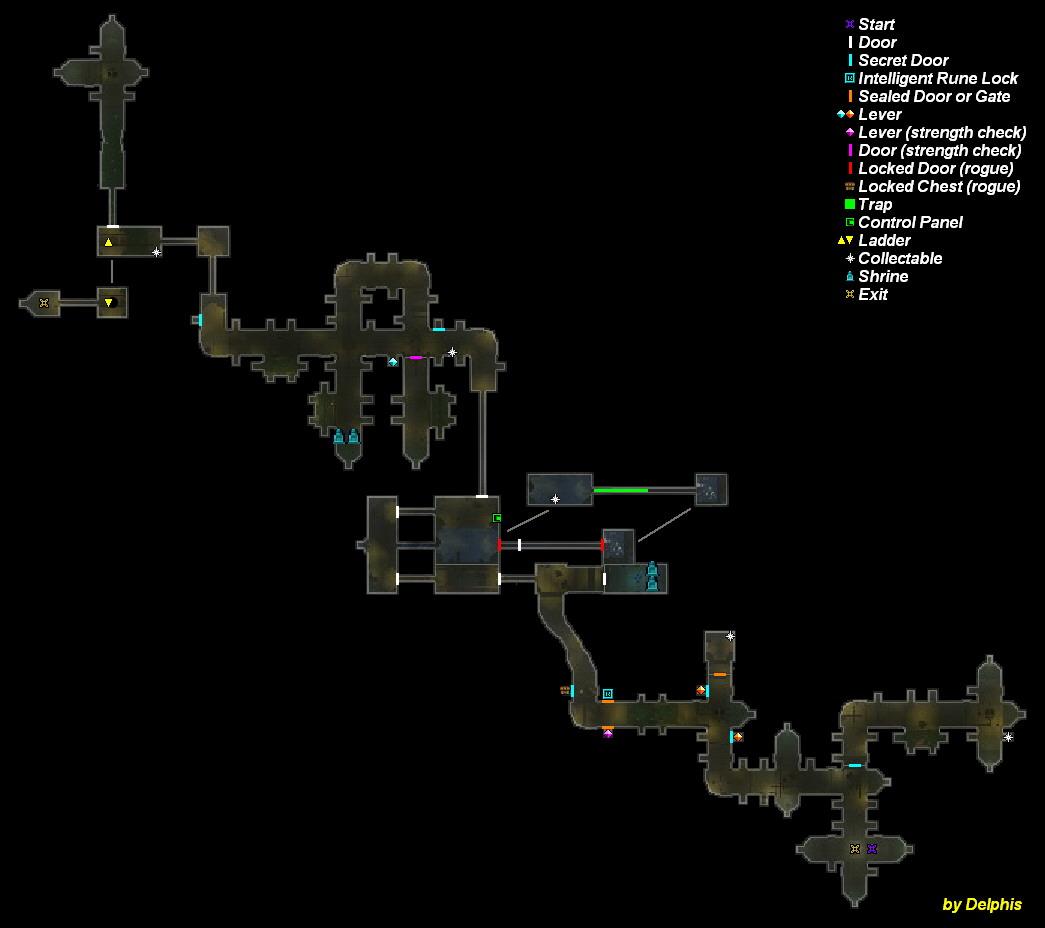 Start
Door
Secret Door
Intelligent Rune Lock
Sealed Door or Gate
Lever
Lever (strength check)
Door (strength check)
Locked Door (rogue)
Locked Chest (rogue)
Trap
Control Panel
Ladder
Collectable
Shrine
Exit
by Delphis